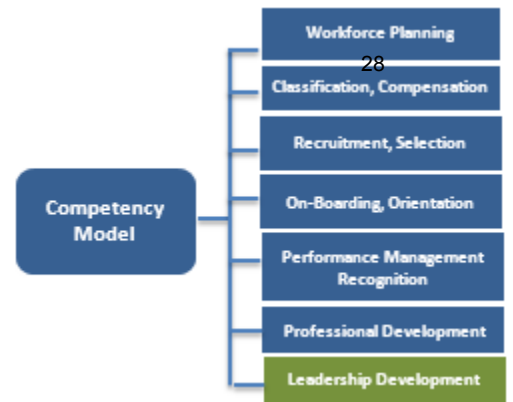 Workforce Planning
28
Classification, Compensation
Recruitment, Selection
On-Boarding, Orientation
Competency
Model
Performance Management
Recognition
Professional Development
Leadership Development